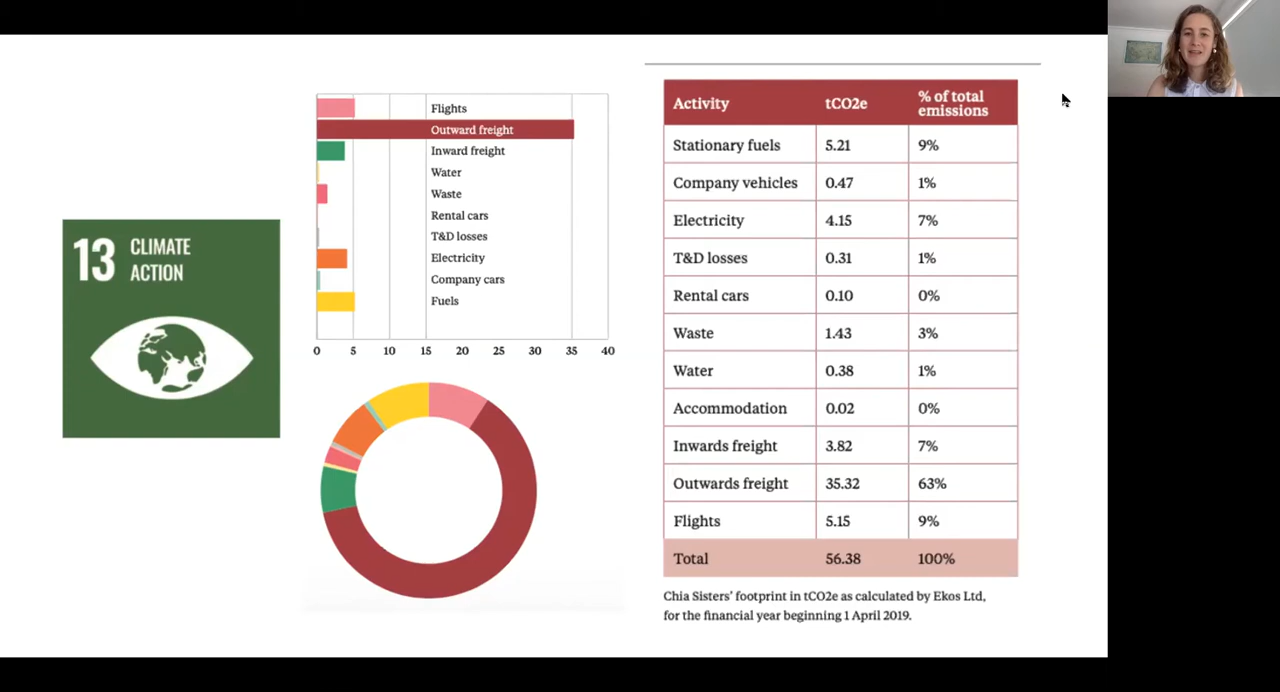 13 CLIMATE
ACTION
Flights
Outward freight
Inward freight
Water
Waste
Rental cars
T&D losses
Electricity
Company cars
Fuels
0 5 10 15 20 25 30 35 40
Activity tCO2e % of total
emissions
Stationary fuels 5.21 9%
Company vehicles 0.47 1%
Electricity 4.15 7%
T&D losses 0.31 1%
Rental cars 0.10 0%
Waste 1.43 3%
Water 0.38 1%
Accommodation 0.02 0%
Inwards freight 3.82 7%
Outwards freight 35.32 63%
Flights 5.15 9%
Total 56.38 100%
Chia Sisters' footprint in tCO2e as calculated by Ekos Ltd,
for the financial year beginning 1 April 2019.